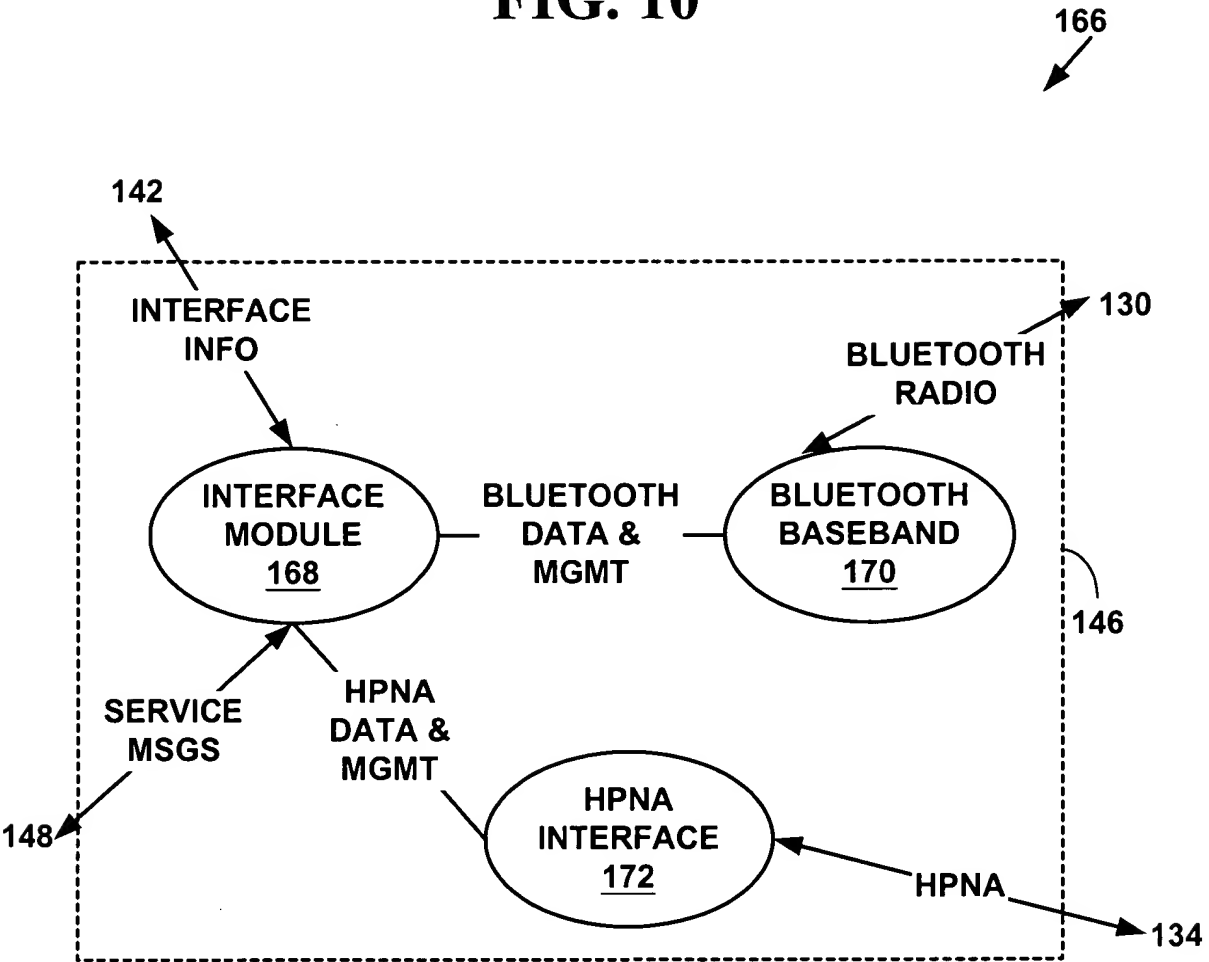 FIG. 10
166
142
INTERFACE
INFO
130
BLUETOOTH
RADIO
INTERFACE
MODULE
168
BLUETOOTH
DATA &
MGMT
BLUETOOTH
BASEBAND
170
146
SERVICE
MSGS
HPNA
DATA &
MGMT
148
HPNA
INTERFACE
172
HPNA
134